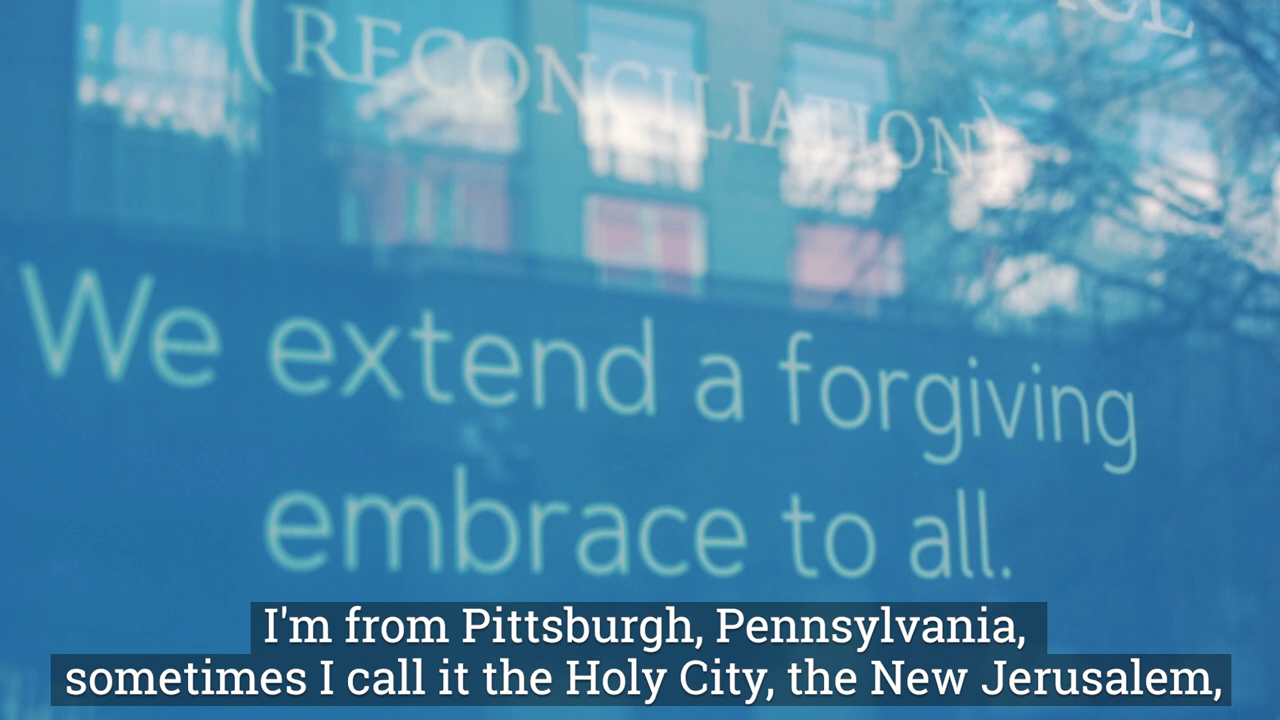 (RECONCILIATION)
We extend a forgiving
embrace to all.
I'm from Pittsburgh, Pennsylvania,
sometimes I call it the Holy City, the New Jerusalem,